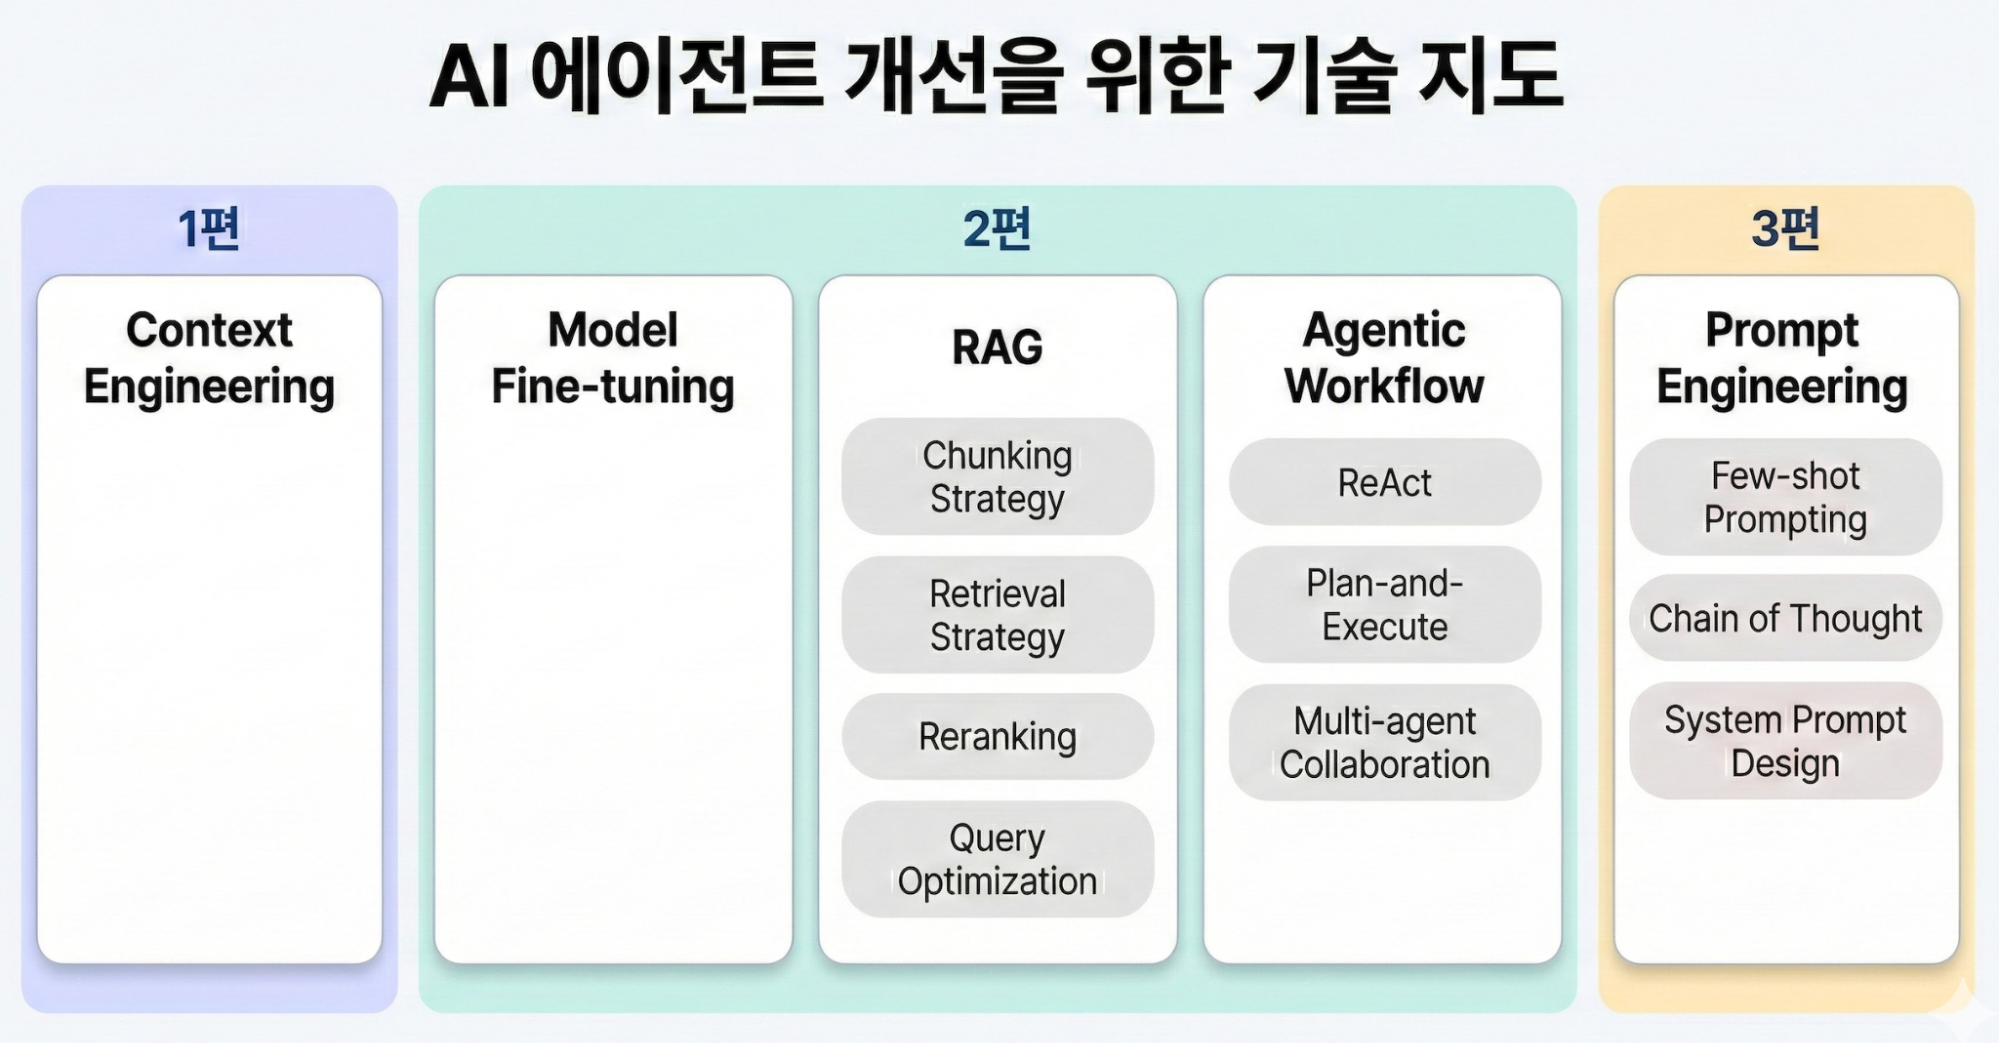 AI 에이전트 개선을 위한 기술 지도
1편
Context
Engineering
2편
Model
Fine-tuning
RAG
Chunking
Strategy
Retrieval
Strategy
Reranking
Query
Optimization
Agentic
Workflow
ReAct
Plan-and-
Execute
Multi-agent
Collaboration
3편
Prompt
Engineering
Few-shot
Prompting
Chain of Thought
System Prompt
Design